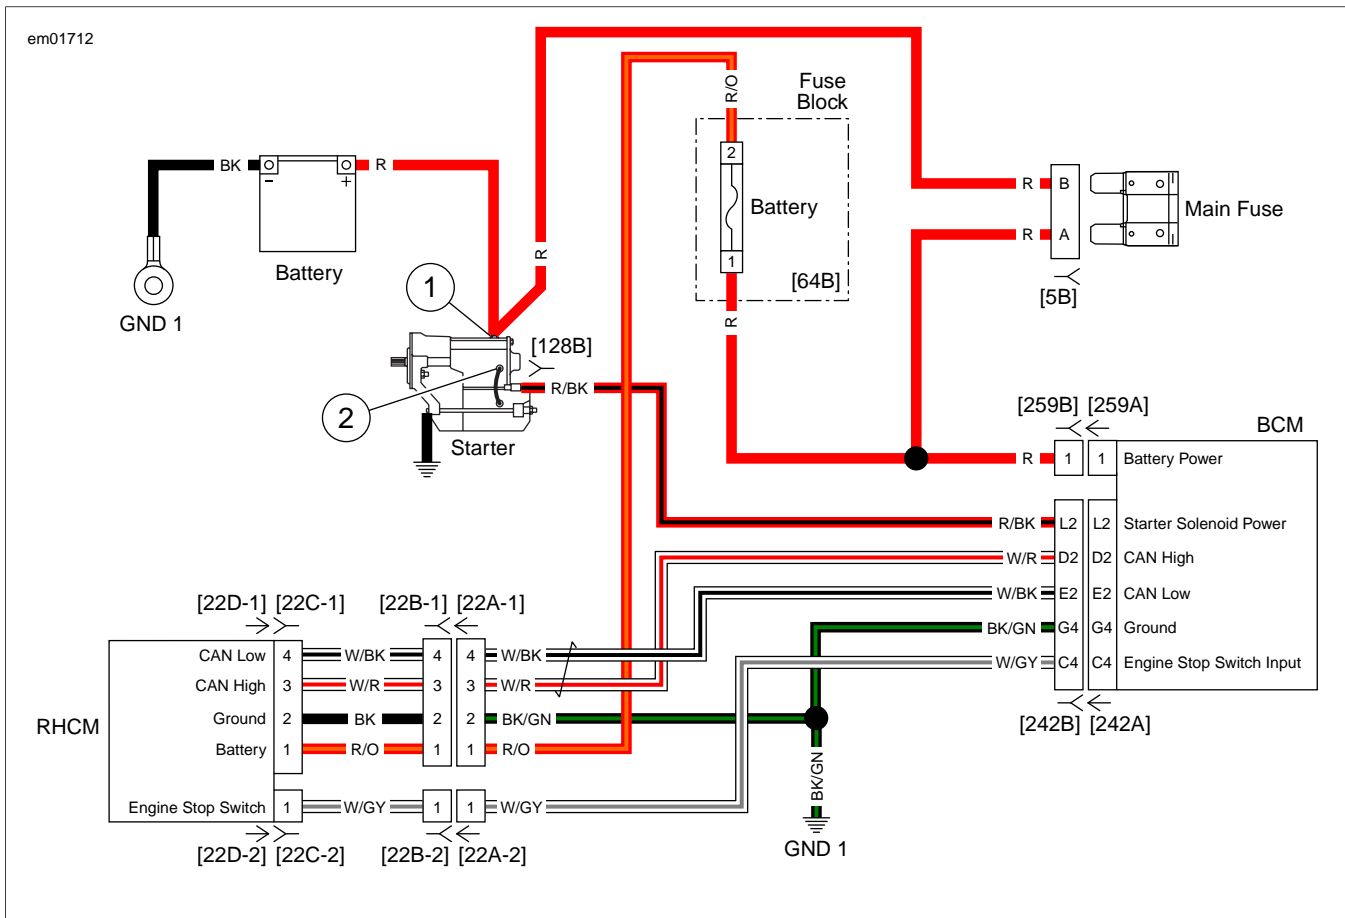 em01712
BK
R
-
+
Battery
GND 1
1
2
R
R/O
Fuse
Block
2
Battery
1
[64B]
R
R
B
R
A
Main Fuse
[5B]
[128B]
R/BK
Starter
[259B]
[259A]
BCM
R
1
1
Battery Power
R/BK
L2
L2
Starter Solenoid Power
W/R
D2
D2
CAN High
W/BK
E2
E2
CAN Low
BK/GN
G4
G4
Ground
W/GY
C4
C4
Engine Stop Switch Input
[242B]
[242A]
[22D-1]
[22C-1]
[22B-1]
[22A-1]
RHCM
CAN Low
4
W/BK
4
4
W/BK
CAN High
3
W/R
3
3
W/R
Ground
2
BK
2
2
BK/GN
Battery
1
R/O
1
1
R/O
Engine Stop Switch
1
W/GY
1
1
W/GY
[22D-2]
[22C-2]
[22B-2]
[22A-2]
BK/GN
GND 1